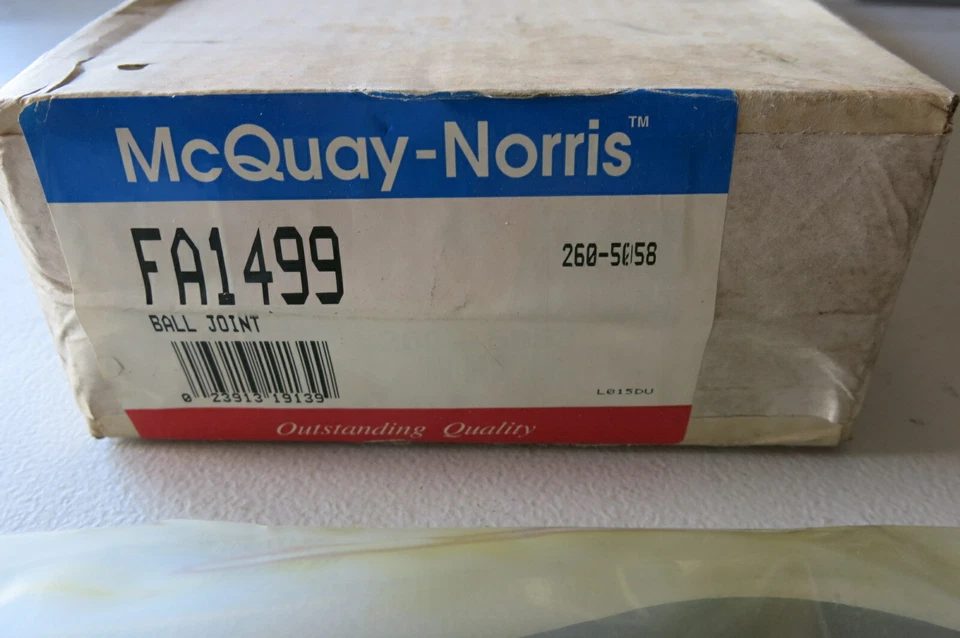 McQuay-Norris™
FA1499
260-5058
BALL JOINT
0 23913 19139
L015DU
Outstanding Quality